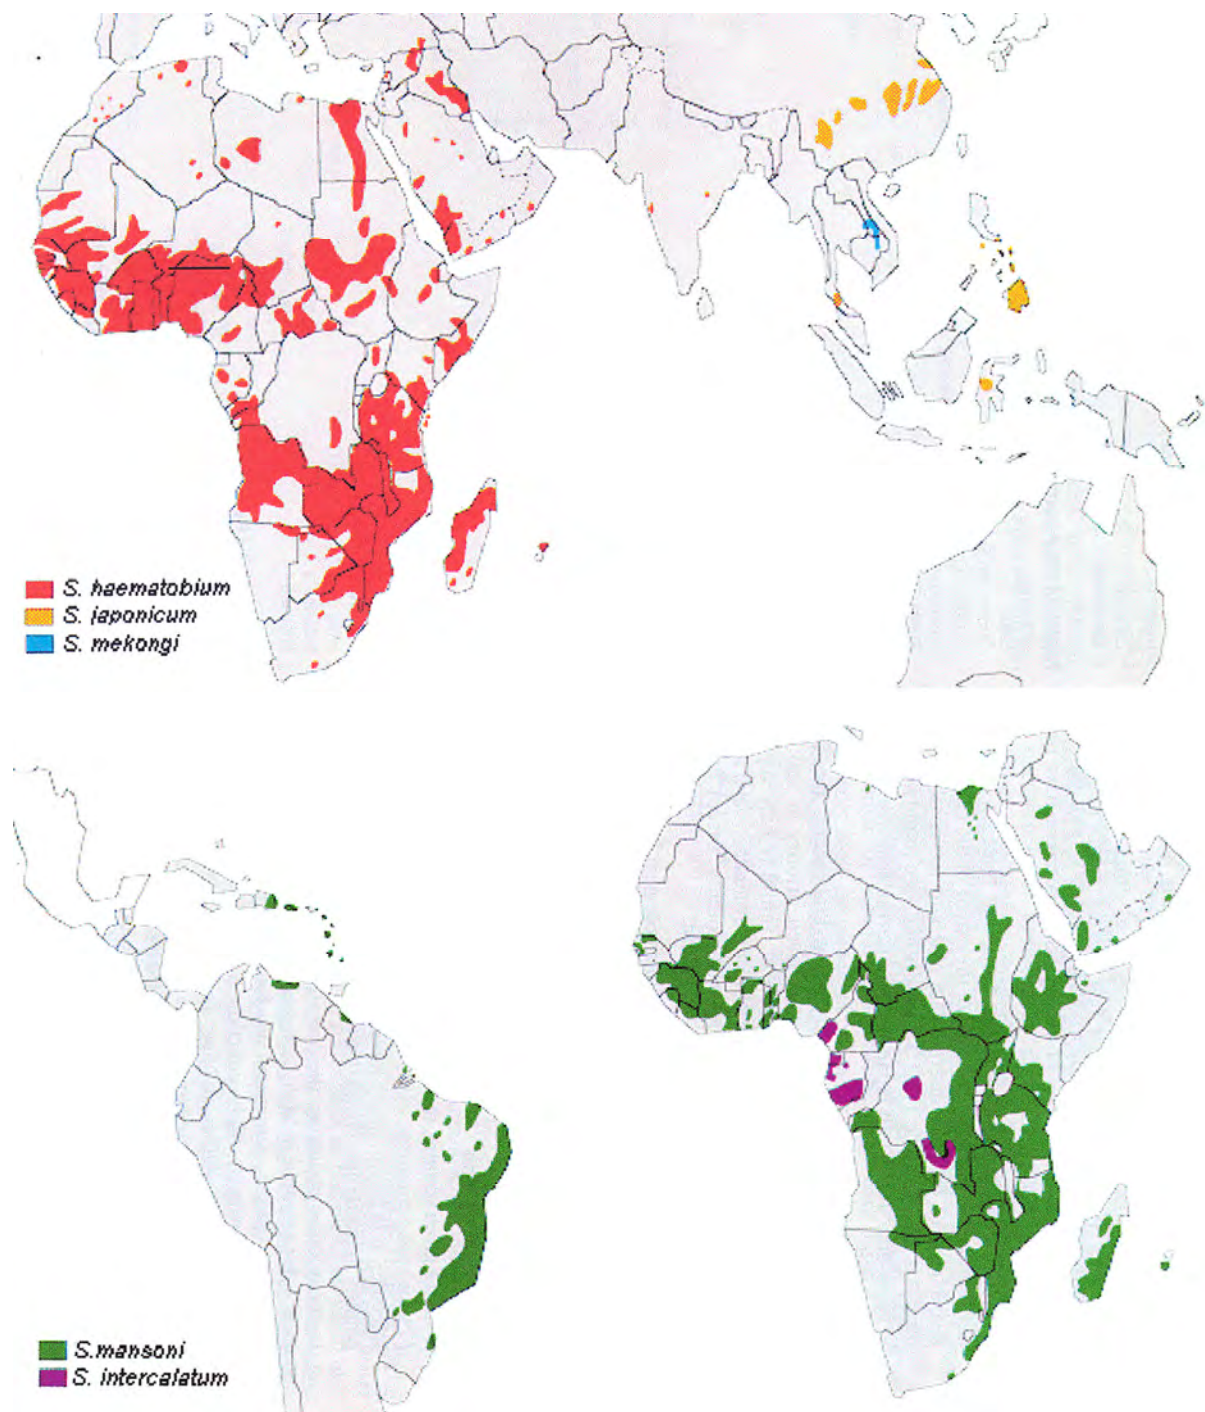 S. haematobium
S. japonicum
S. mekongi
S.mansoni
S. intercalatum